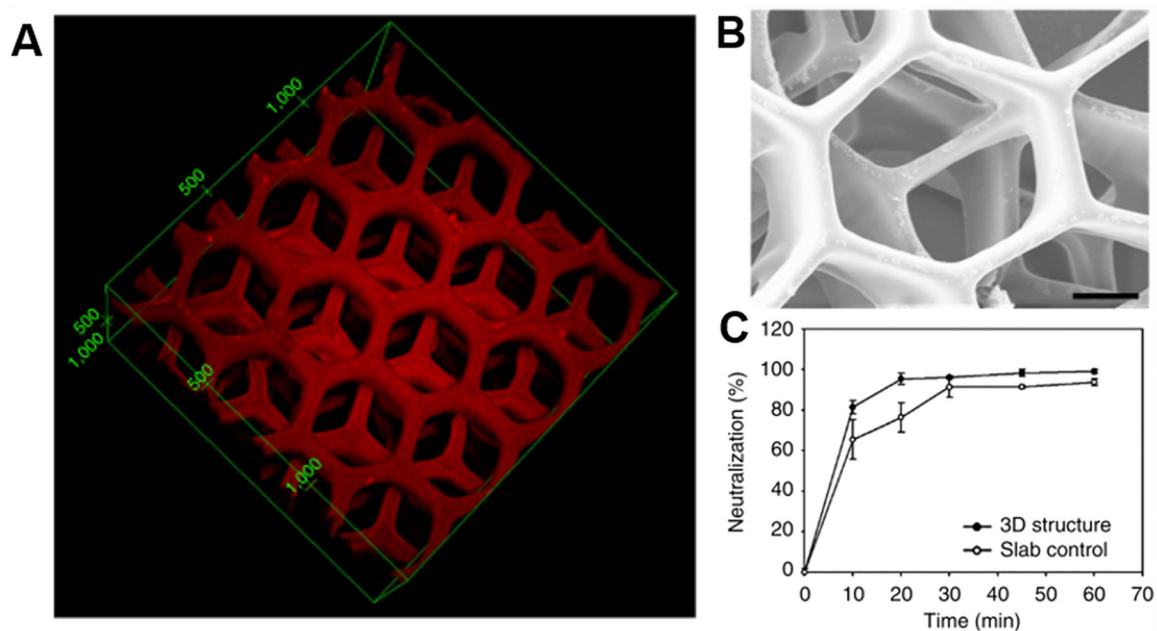 A
1,000
500
500
1,000
500
1,000
B
C
120
100
80
60
40
20
0
Neutralization (%)
3D structure
Slab control
0 10 20 30 40 50 60 70
Time (min)